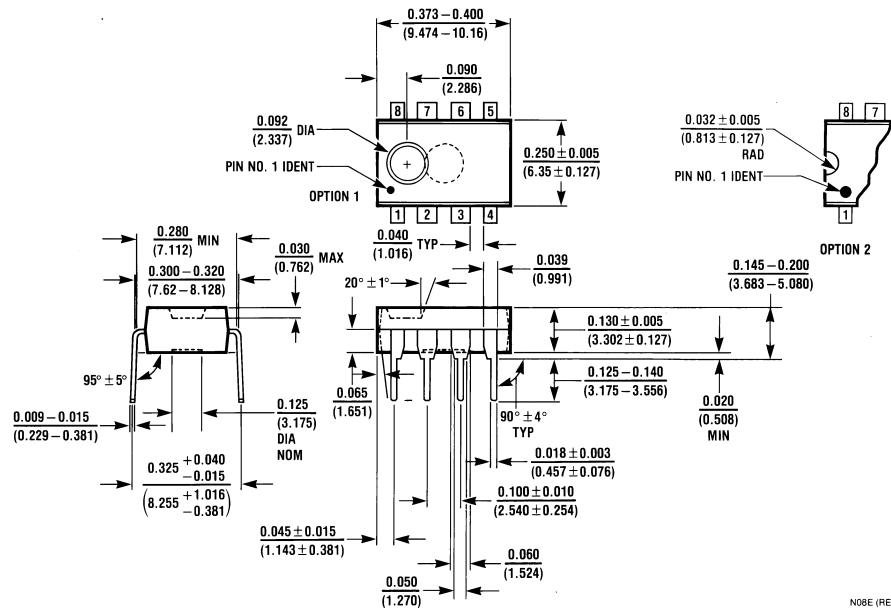 0.373 – 0.400
(9.474 – 10.16)
0.090
(2.286)
8 7 6 5
0.092 DIA
(2.337)
PIN NO. 1 IDENT
OPTION 1
0.250 ± 0.005
(6.35 ± 0.127)
1 2 3 4
8 7
0.032 ± 0.005
(0.813 ± 0.127)
RAD
PIN NO. 1 IDENT
1
OPTION 2
0.280 MIN
(7.112)
0.300 – 0.320
(7.62 – 8.128)
0.030 MAX
(0.762)
0.040 TYP
(1.016)
20° ± 1°
0.039
(0.991)
0.145 – 0.200
(3.683 – 5.080)
0.130 ± 0.005
(3.302 ± 0.127)
95° ± 5°
0.009 – 0.015
(0.229 – 0.381)
0.125
(3.175)
DIA
NOM
0.065
(1.651)
90° ± 4°
TYP
0.125 – 0.140
(3.175 – 3.556)
0.020
(0.508)
MIN
0.325 +0.040
-0.015
(8.255 +1.016
-0.381)
0.018 ± 0.003
(0.457 ± 0.076)
0.100 ± 0.010
(2.540 ± 0.254)
0.045 ± 0.015
(1.143 ± 0.381)
0.060
(1.524)
0.050
(1.270)
N08E (RE